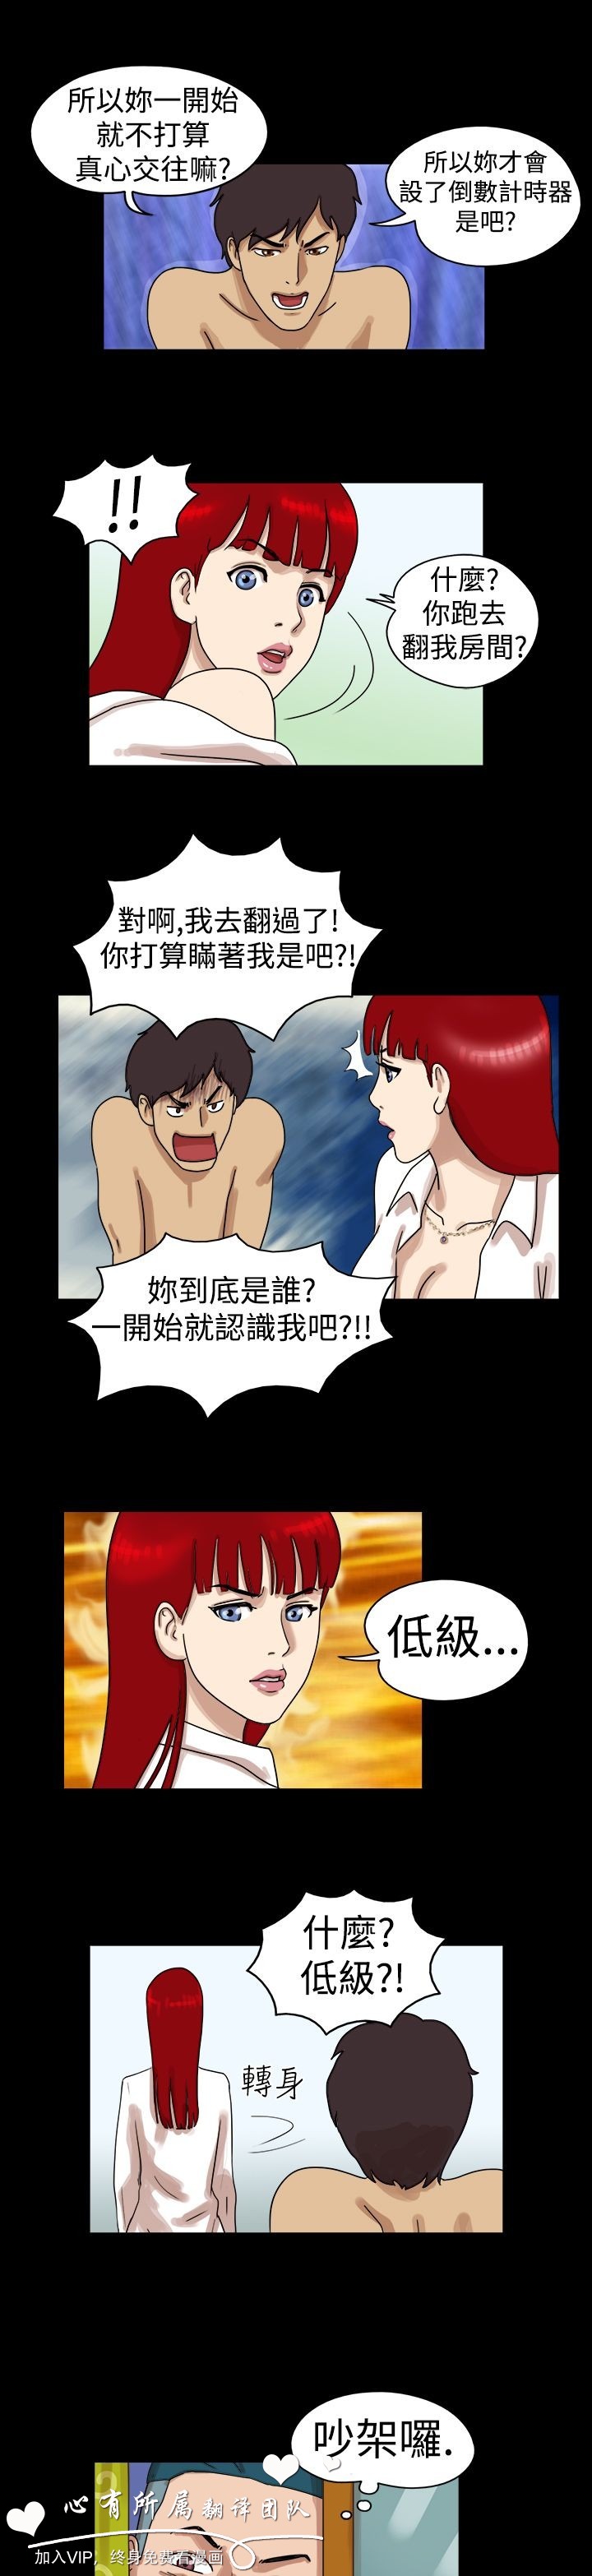 所以妳一開始
就不打算
真心交往嘛?
所以妳才會
設了倒數計時器
是吧?
!!
什麼?
你跑去
翻我房間?
對啊,我去翻過了!
你打算瞞著我是吧?!
妳到底是誰?
一開始就認識我吧?!!
低級...
什麼?
低級?!
轉身
吵架囉.
心有所属翻译团队
加入VIP，终身免费看漫画